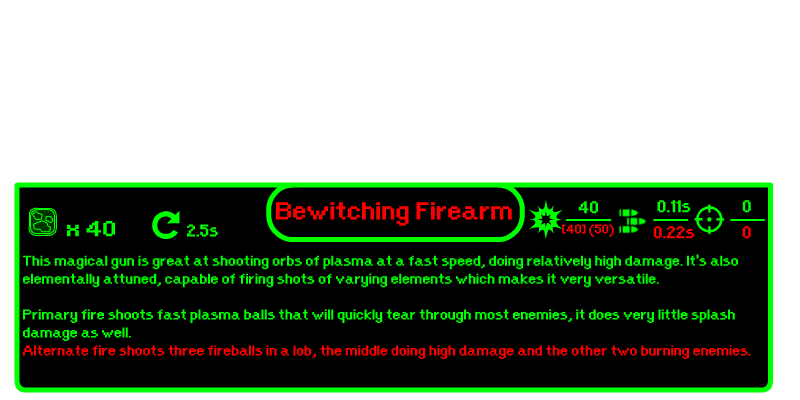 Bewitching Firearm
x 40
2.5s
40
[40] (50)
0.11s
0.22s
0
0
This magical gun is great at shooting orbs of plasma at a fast speed, doing relatively high damage. It's also
elementally attuned, capable of firing shots of varying elements which makes it very versatile.
Primary fire shoots fast plasma balls that will quickly tear through most enemies, it does very little splash
damage as well.
Alternate fire shoots three fireballs in a lob, the middle doing high damage and the other two burning enemies.